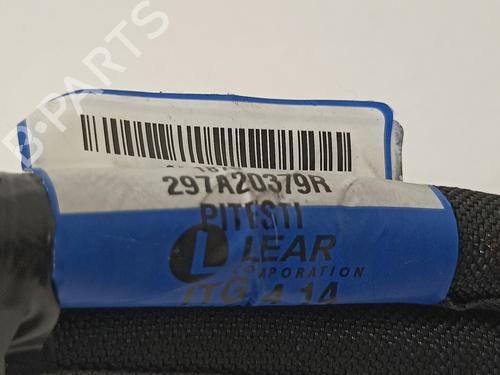 B-PARTS
297A20379R
PITESTI
LEAR
CORPORATION
ITG 4.14